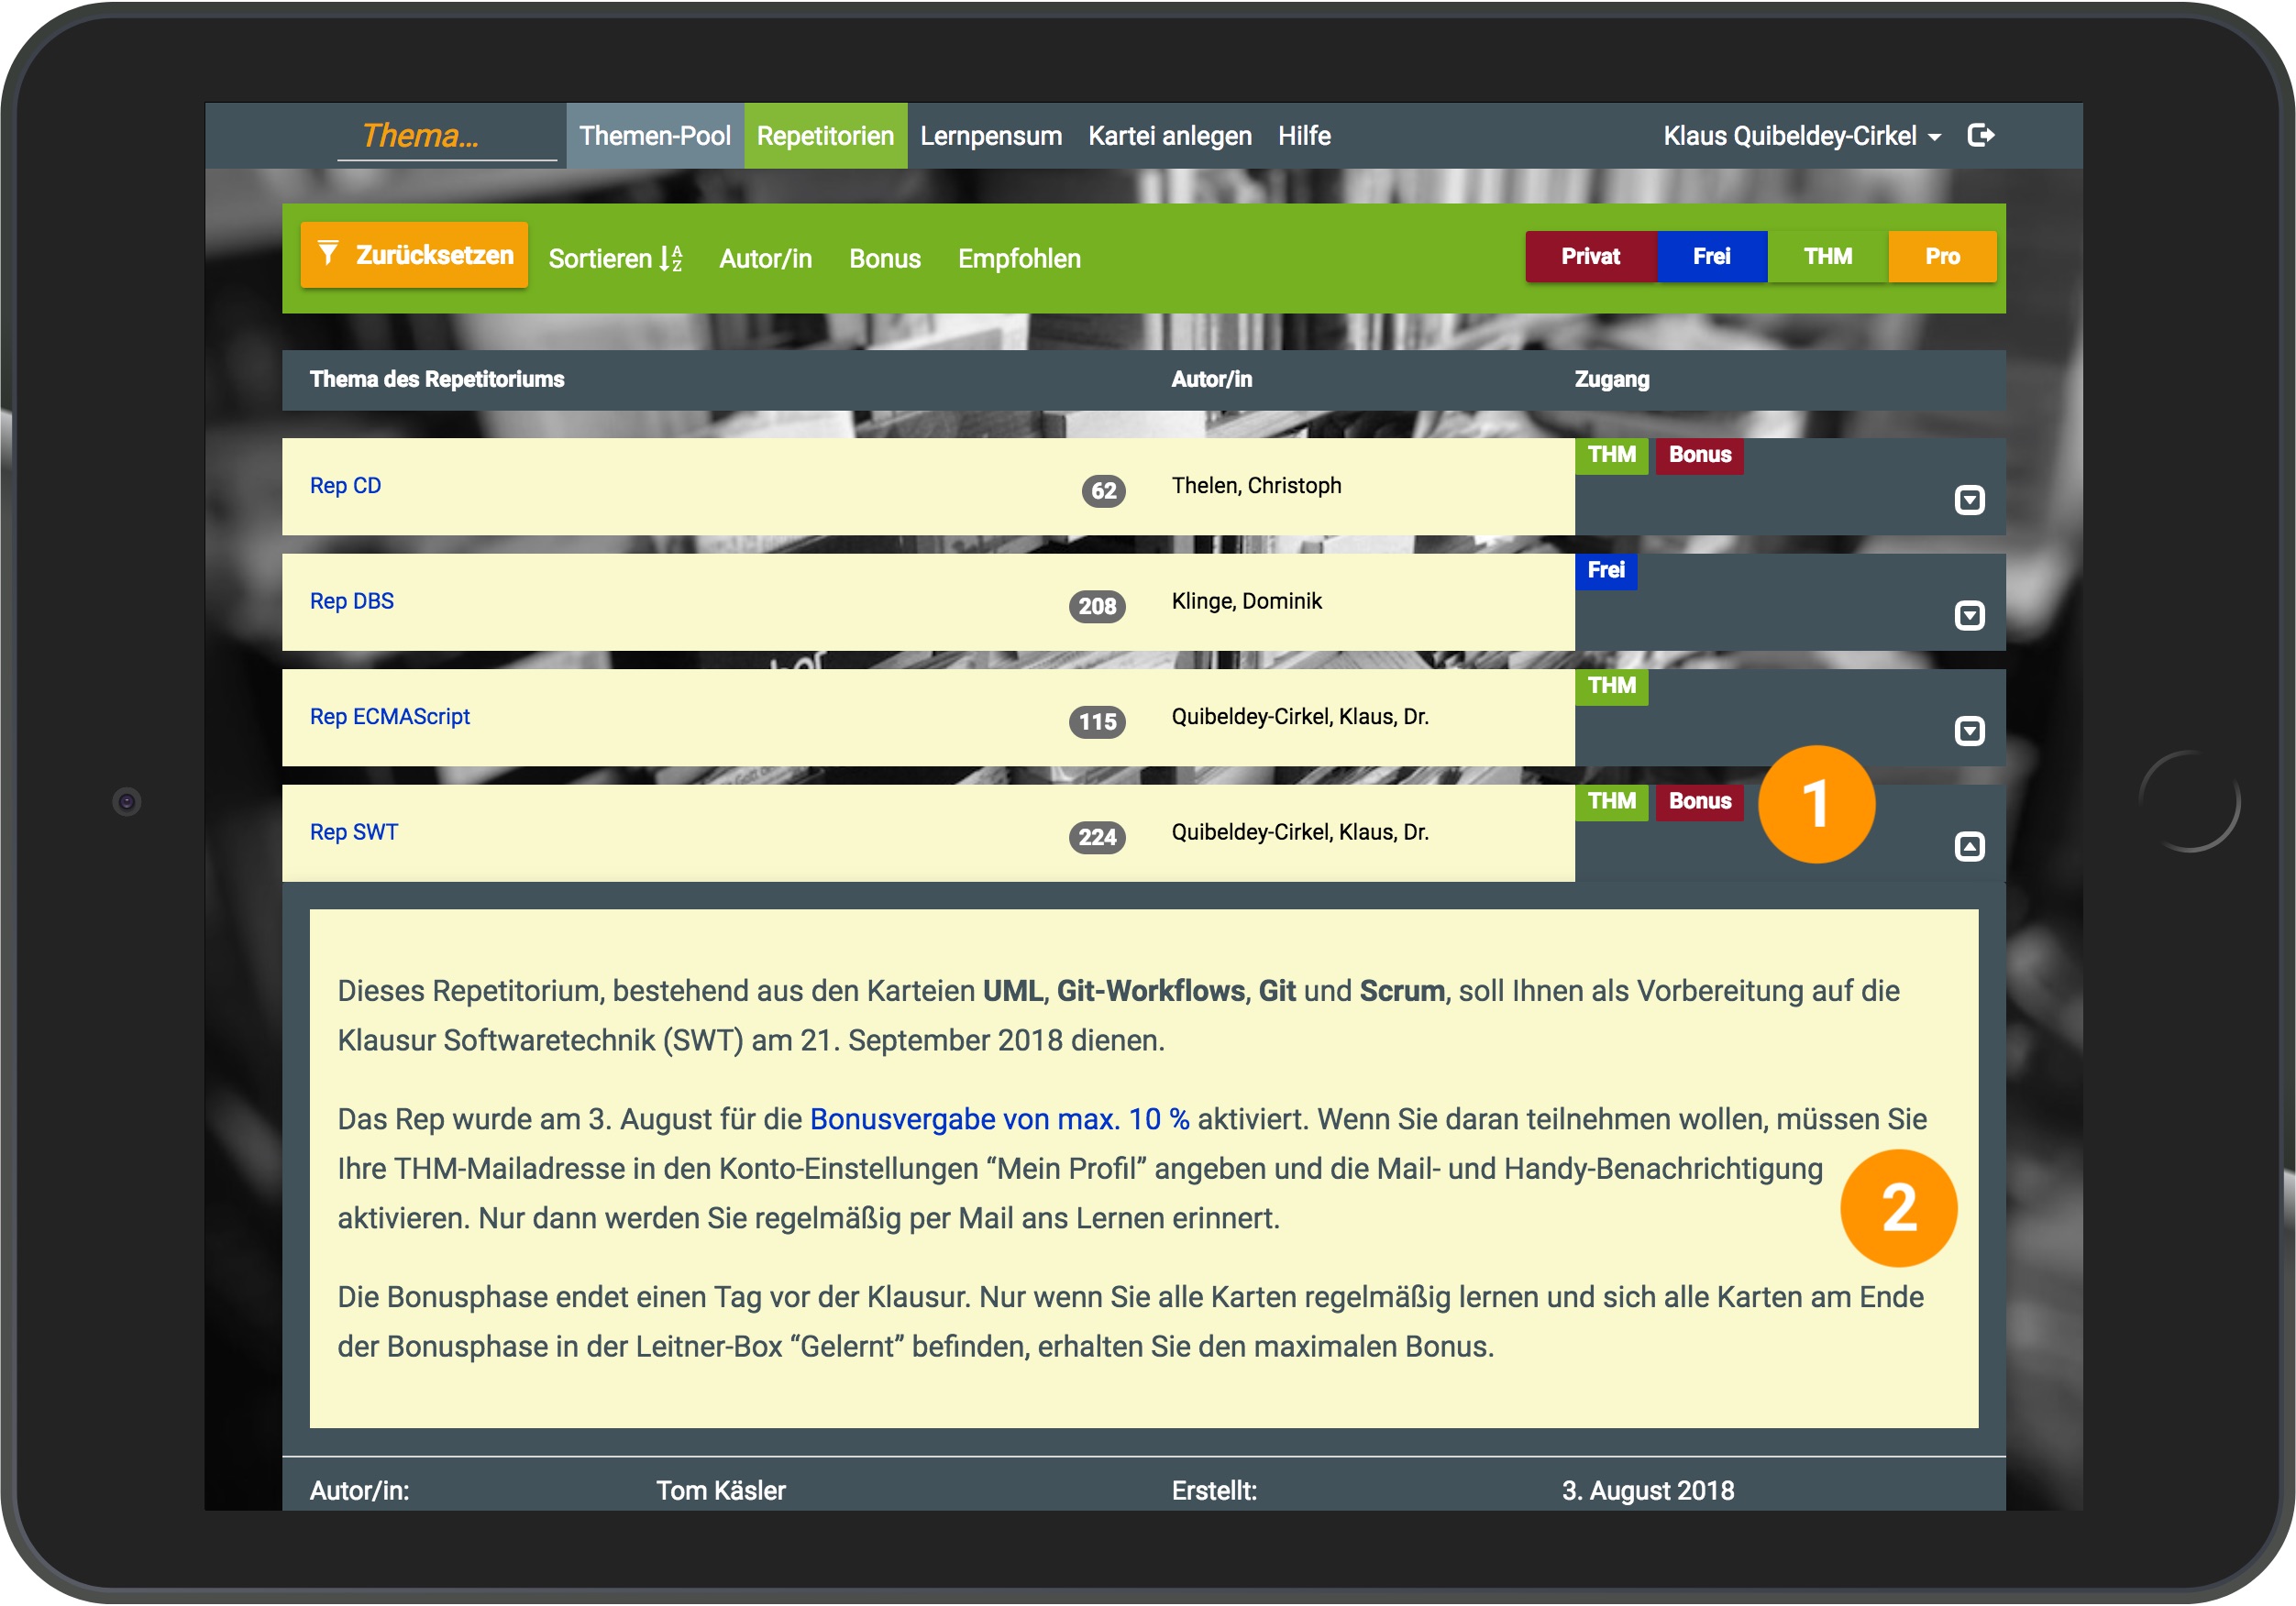 Thema... Themen-Pool Repetitorien Lernpensum Kartei anlegen Hilfe Klaus Quibeldey-Cirkel
Zurücksetzen Sortieren Autor/in Bonus Empfohlen Privat Frei THM Pro
Thema des Repetitoriums Autor/in Zugang
Rep CD 62 Thelen, Christoph THM Bonus
Rep DBS 208 Klinge, Dominik Frei
Rep ECMAScript 115 Quibeldey-Cirkel, Klaus, Dr. THM
Rep SWT 224 Quibeldey-Cirkel, Klaus, Dr. THM Bonus 1
Dieses Repetitorium, bestehend aus den Karteien UML, Git-Workflows, Git und Scrum, soll Ihnen als Vorbereitung auf die
Klausur Softwaretechnik (SWT) am 21. September 2018 dienen.
Das Rep wurde am 3. August für die Bonusvergabe von max. 10 % aktiviert. Wenn Sie daran teilnehmen wollen, müssen Sie
Ihre THM-Mailadresse in den Konto-Einstellungen “Mein Profil” angeben und die Mail- und Handy-Benachrichtigung
2
aktivieren. Nur dann werden Sie regelmäßig per Mail ans Lernen erinnert.
Die Bonusphase endet einen Tag vor der Klausur. Nur wenn Sie alle Karten regelmäßig lernen und sich alle Karten am Ende
der Bonusphase in der Leitner-Box “Gelernt” befinden, erhalten Sie den maximalen Bonus.
Autor/in: Tom Käsler Erstellt: 3. August 2018